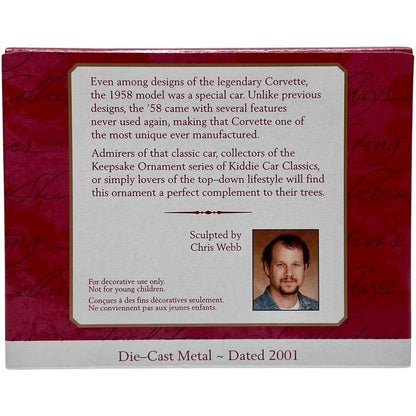 Even among designs of the legendary Corvette,
the 1958 model was a special car. Unlike previous
designs, the '58 came with several features
never used again, making that Corvette one of
the most unique ever manufactured.
Admirers of that classic car, collectors of the
Keepsake Ornament series of Kiddie Car Classics,
or simply lovers of the top–down lifestyle will find
this ornament a perfect complement to their trees.
Sculpted by
Chris Webb
For decorative use only.
Not for young children.
Conçues à des fins décoratives seulement.
Ne conviennent pas aux jeunes enfants.
Die–Cast Metal ~ Dated 2001